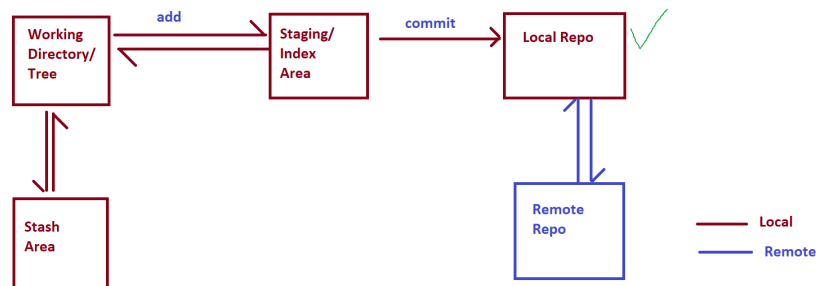 add
commit
Working
Directory/
Tree
Staging/
Index
Area
Local Repo
Stash
Area
Remote
Repo
Local
Remote